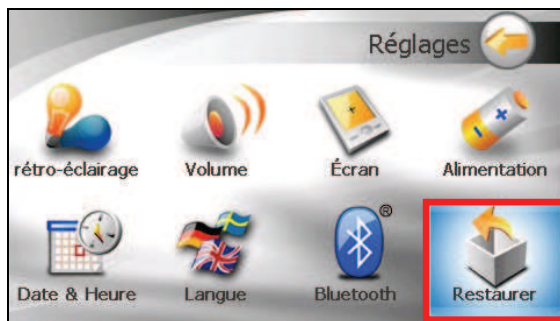 Réglages
rétro-éclairage Volume Écran Alimentation
®
Date & Heure Langue Bluetooth Restaurer